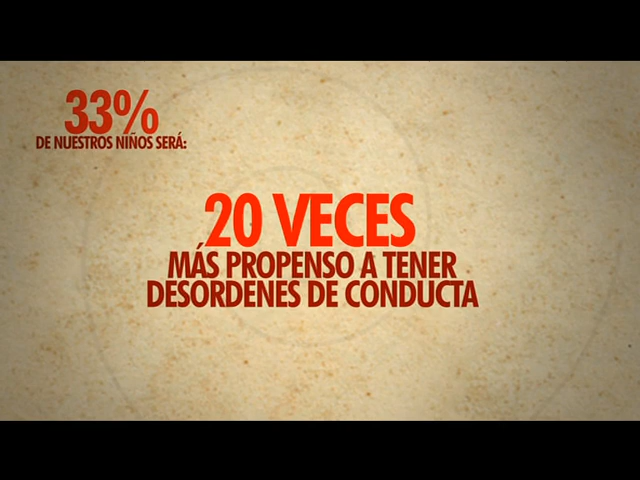 33%
DE NUESTROS NIÑOS SERÁ:
20 VECES
MÁS PROPENSO A TENER
DESORDENES DE CONDUCTA